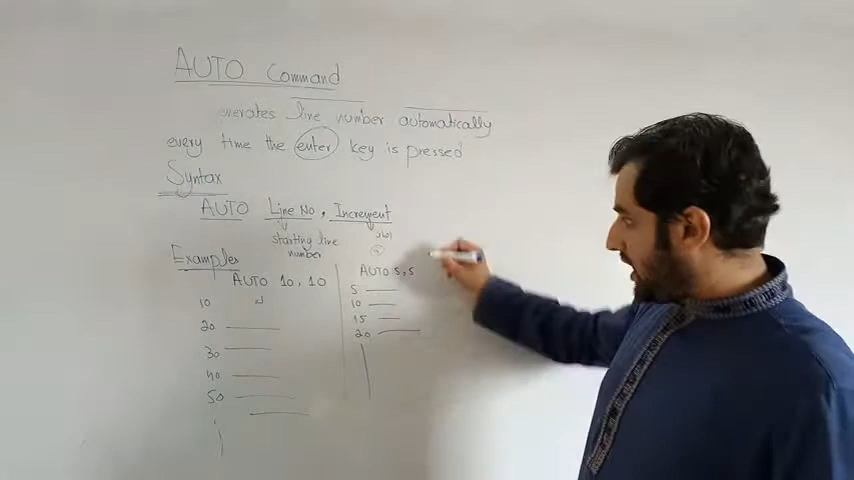 AUTO Command
enerates line number automatically
every time the enter key is pressed
Syntax
AUTO Line No, Increment
starting line
number
Examples
AUTO 10, 10
10
20
30
40
50
AUTO 5, 5
5
10
15
20